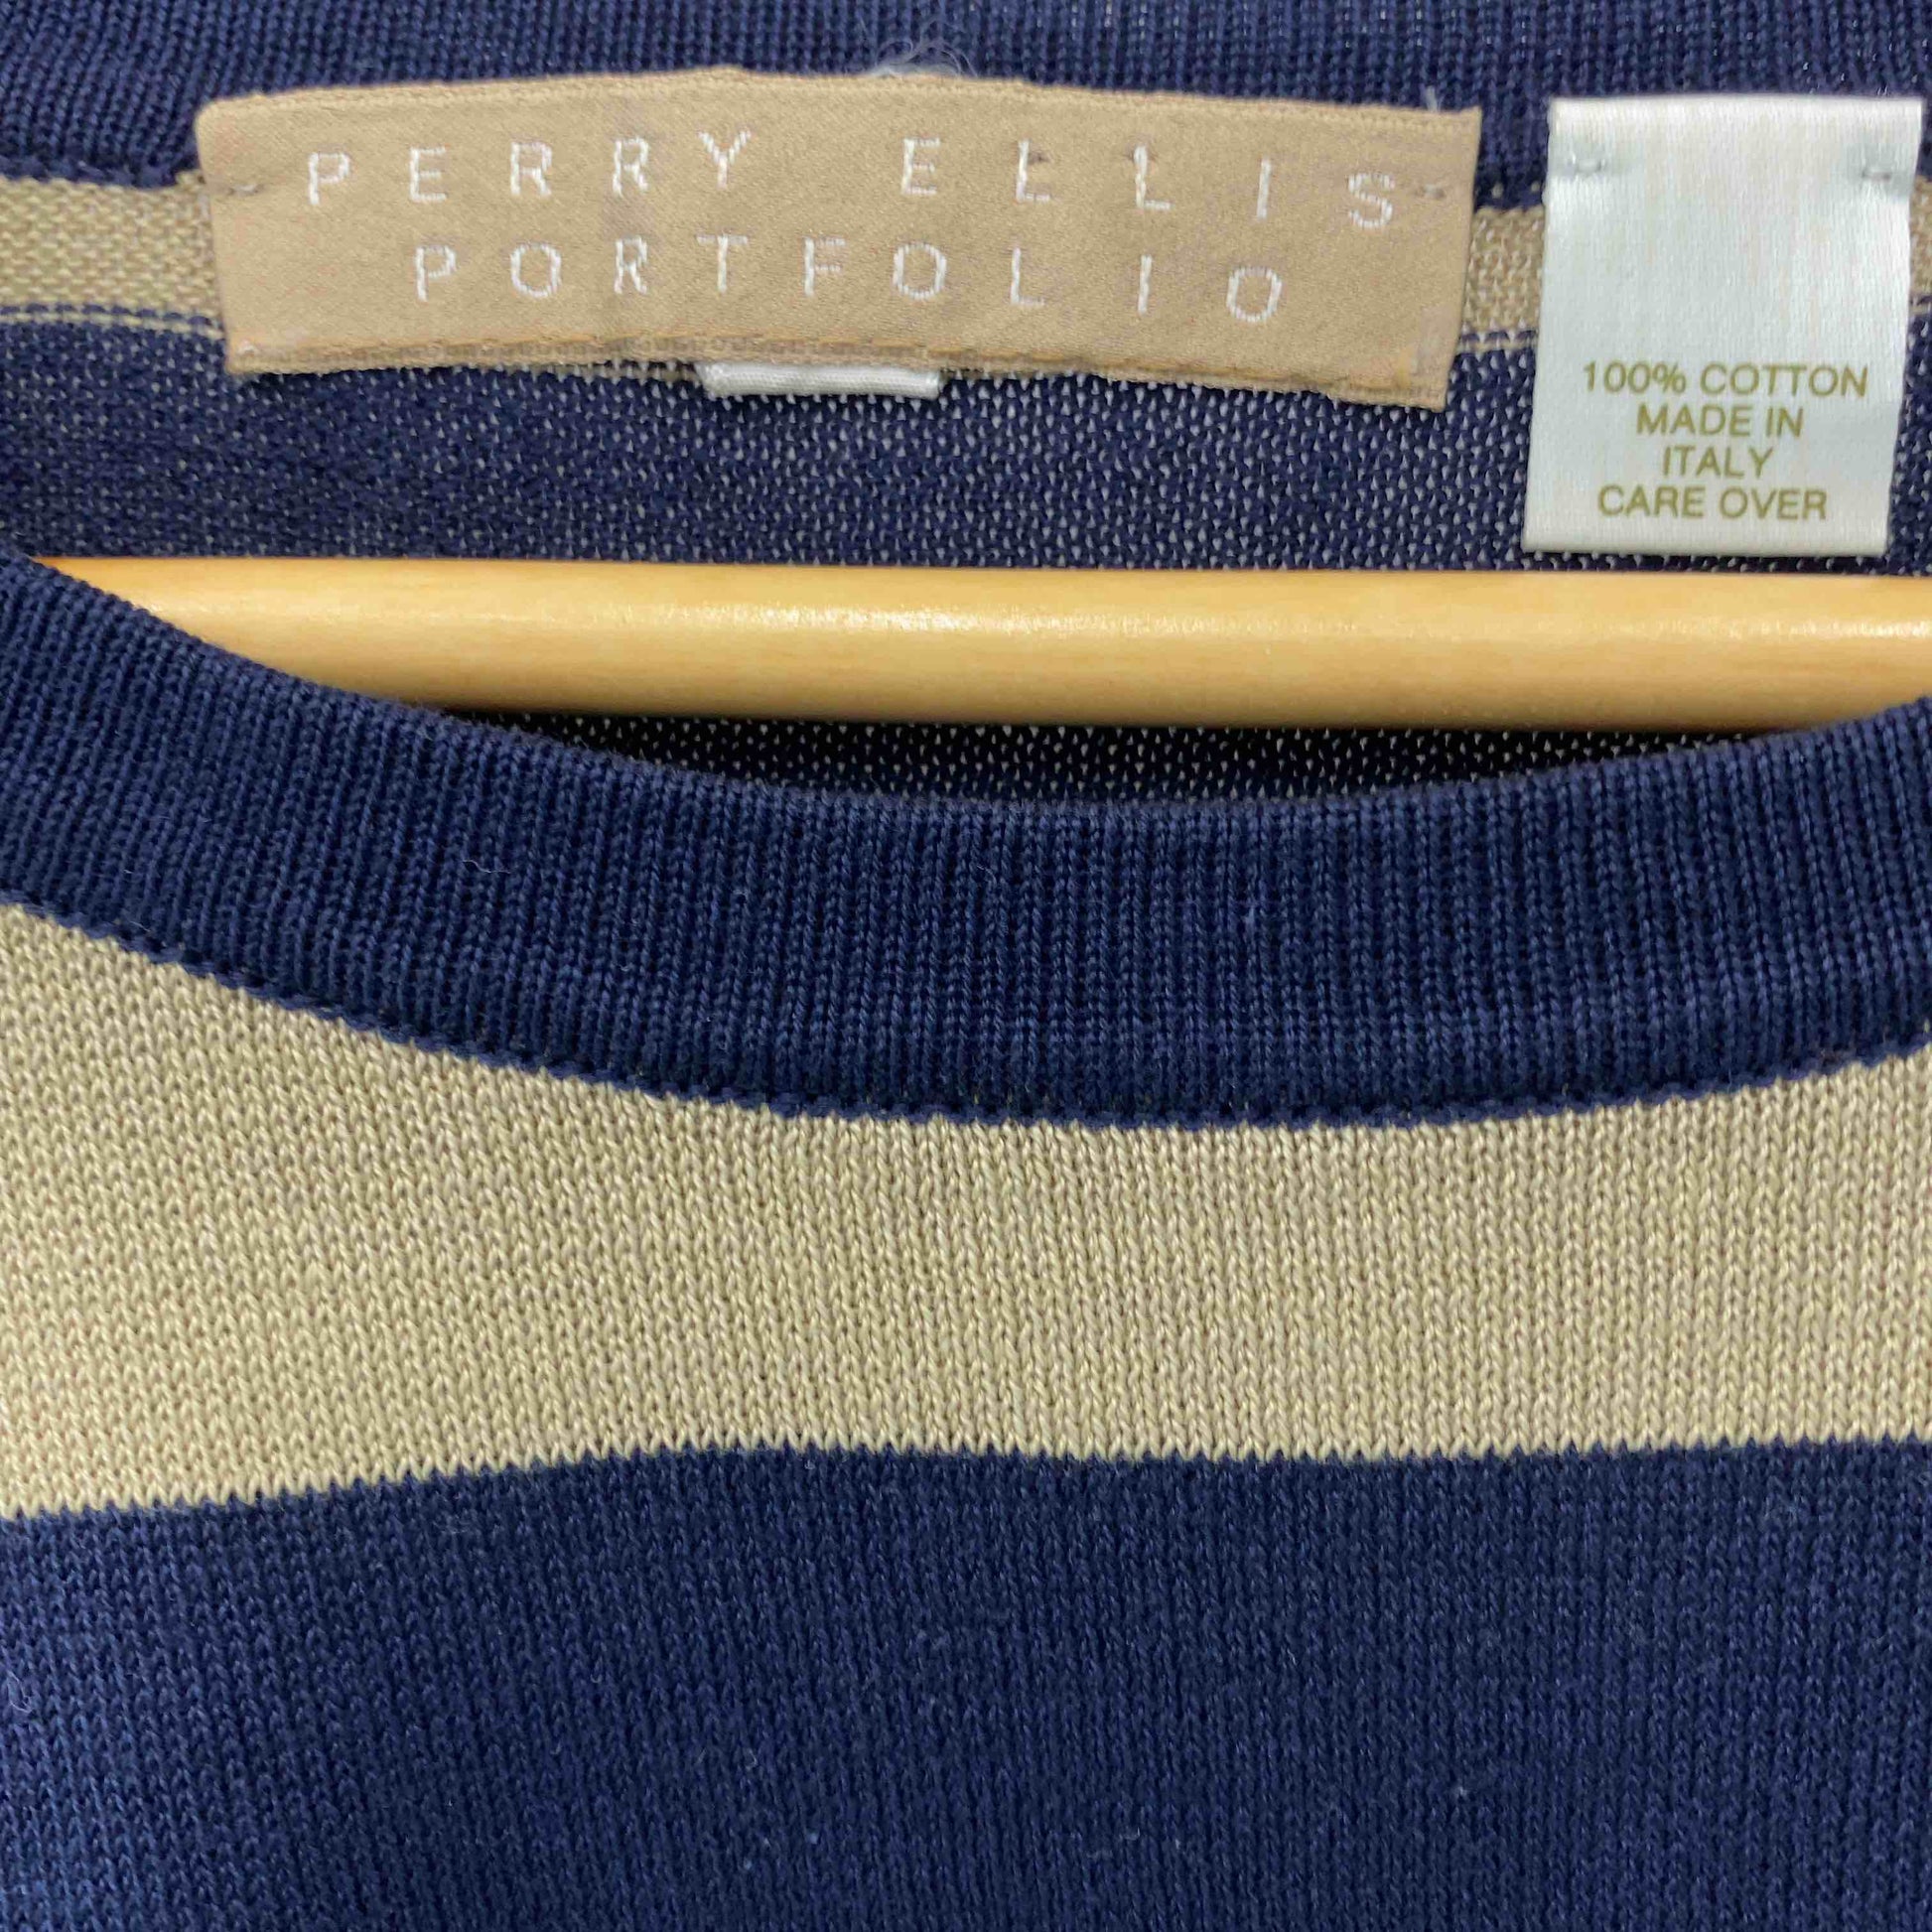 PERRY ELLIS
PORTFOLIO
100% COTTON
MADE IN
ITALY
CARE OVER